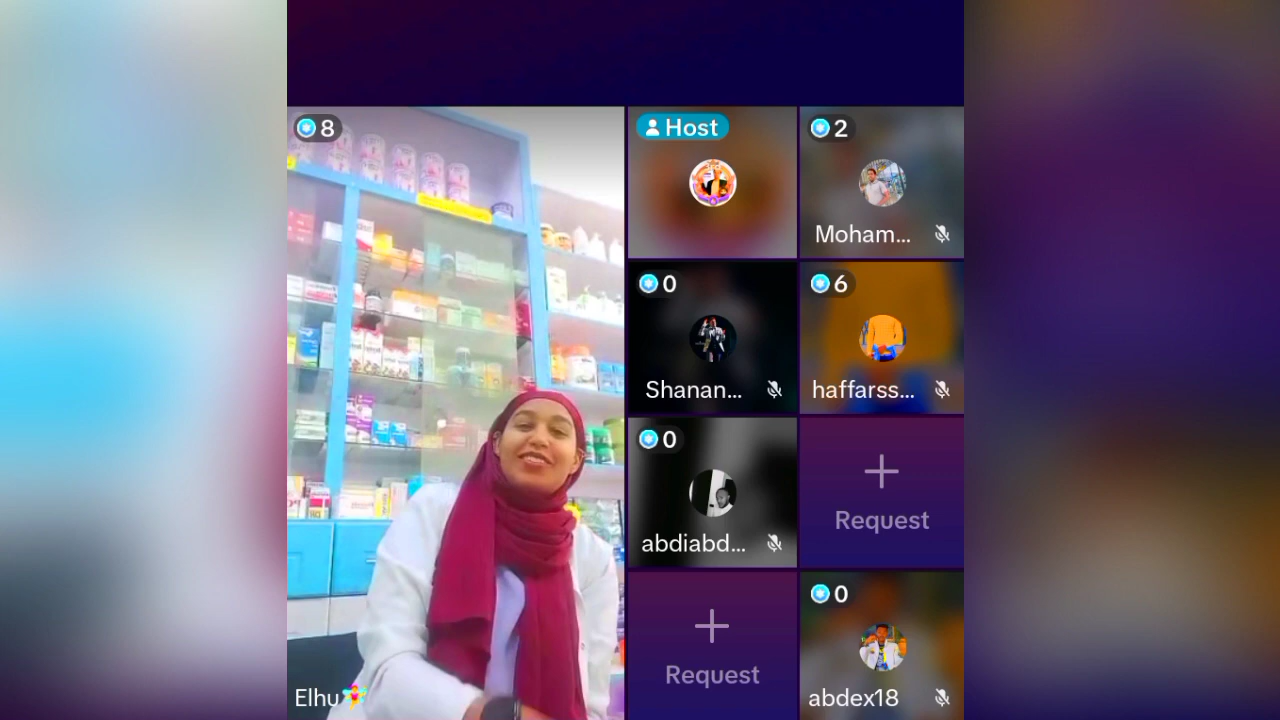 8
Host
2
Moham...
0
Shanan...
6
haffarss...
0
abdiabd...
Request
Request
0
abdex18
Elhu🧚